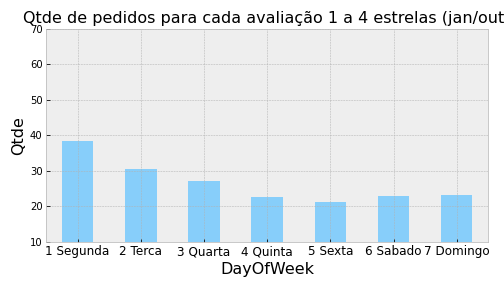 Qtde de pedidos para cada avaliação 1 a 4 estrelas (jan/out
70
60
50
40
30
20
10
Qtde
1 Segunda 2 Terca 3 Quarta 4 Quinta 5 Sexta 6 Sabado 7 Domingo
DayOfWeek